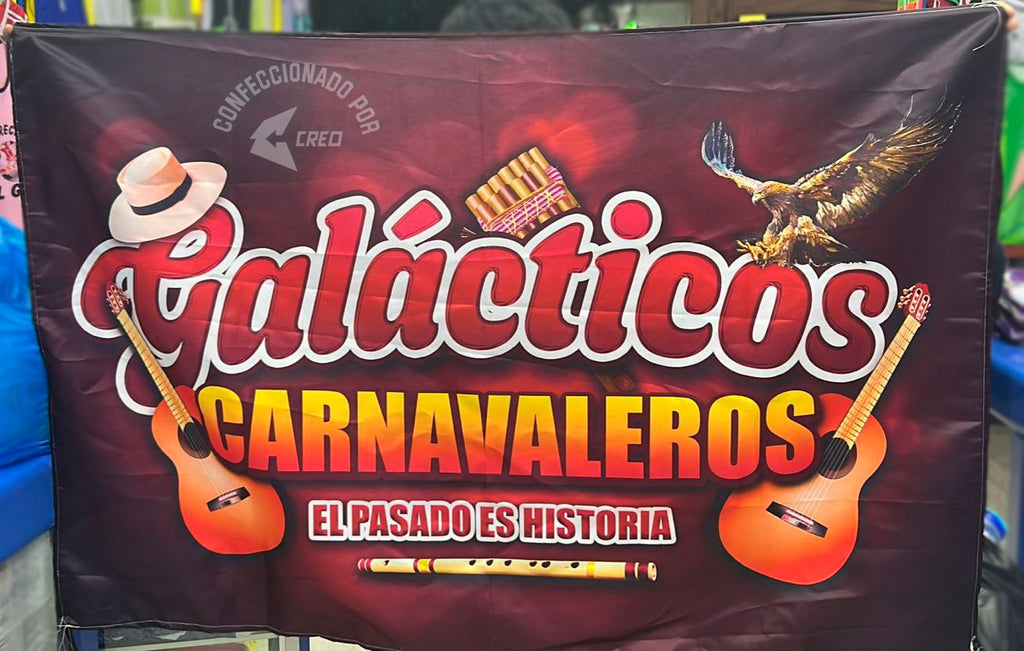 CONFECCIONADO POR
CREO
Galácticos
CARNAVALEROS
EL PASADO ES HISTORIA